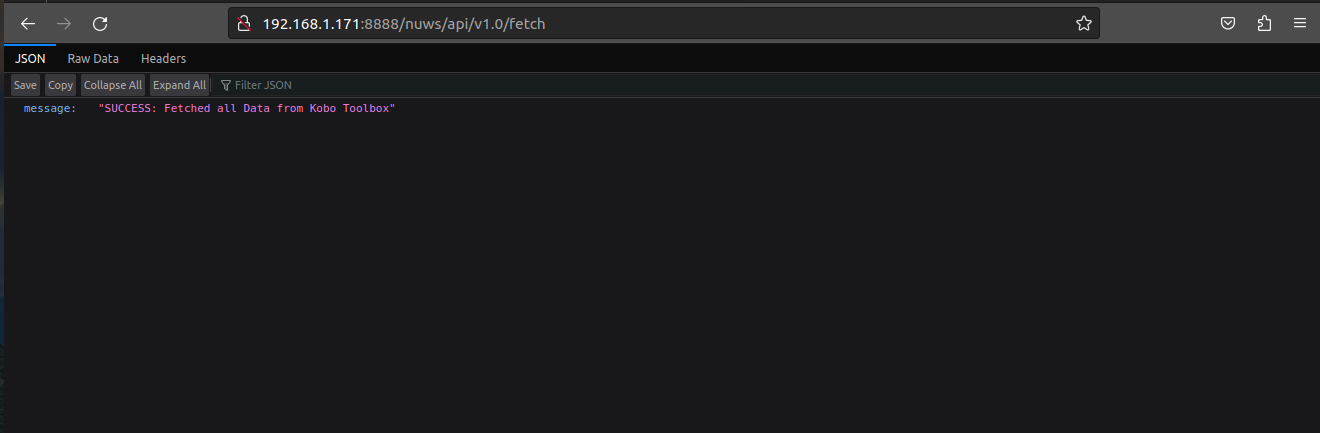 192.168.1.171:8888/nuws/api/v1.0/fetch
JSON Raw Data Headers
Save Copy Collapse All Expand All Filter JSON
message: "SUCCESS: Fetched all Data from Kobo Toolbox"